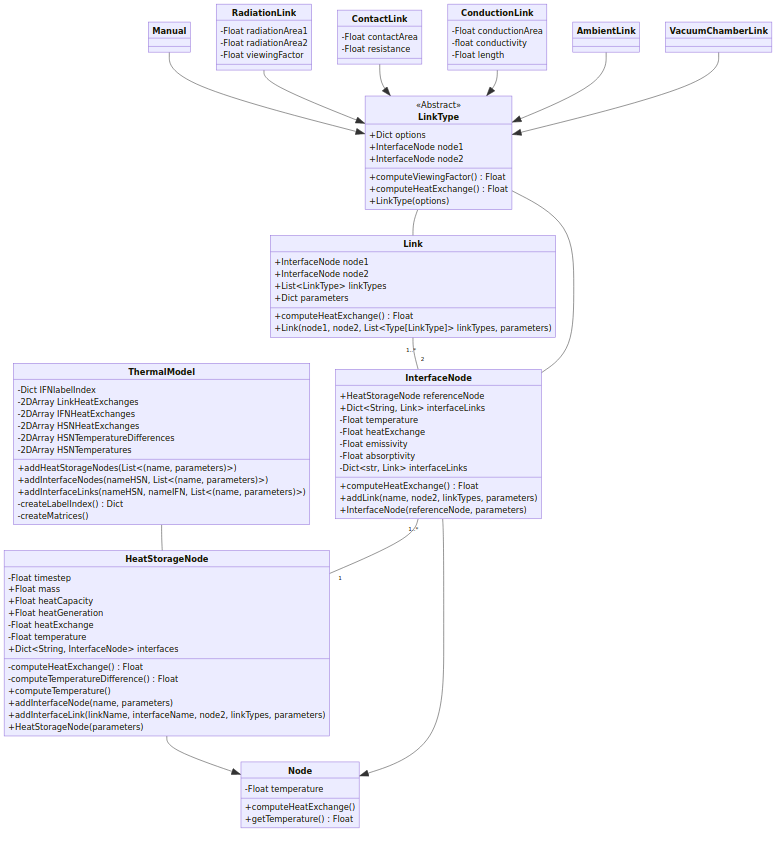 Manual
RadiationLink
-Float radiationArea1
-Float radiationArea2
-Float viewingFactor
ContactLink
-Float contactArea
-Float resistance
ConductionLink
-Float conductionArea
-float conductivity
-Float length
AmbientLink
VacuumChamberLink
«Abstract»
LinkType
+Dict options
+InterfaceNode node1
+InterfaceNode node2
+computeViewingFactor() : Float
+computeHeatExchange() : Float
+LinkType(options)
Link
+InterfaceNode node1
+InterfaceNode node2
+List<LinkType> linkTypes
+Dict parameters
+computeHeatExchange() : Float
+Link(node1, node2, List<Type[LinkType]> linkTypes, parameters)
1..*
2
ThermalModel
-Dict IFNlabelIndex
-2DArray LinkHeatExchanges
-2DArray IFNHeatExchanges
-2DArray HSNHeatExchanges
-2DArray HSNTemperatureDifferences
-2DArray HSNTemperatures
+addHeatStorageNodes(List<(name, parameters)>)
+addInterfaceNodes(nameHSN, List<(name, parameters)>)
+addInterfaceLinks(nameHSN, nameIFN, List<(name, parameters)>)
-createLabelIndex() : Dict
-createMatrices()
InterfaceNode
+HeatStorageNode referenceNode
+Dict<String, Link> interfaceLinks
-Float temperature
-Float heatExchange
-Float emissivity
-Float absorptivity
-Dict<str, Link> interfaceLinks
+computeHeatExchange() : Float
+addLink(name, node2, linkTypes, parameters)
+InterfaceNode(referenceNode, parameters)
1..*
1
HeatStorageNode
-Float timestep
+Float mass
+Float heatCapacity
+Float heatGeneration
-Float heatExchange
-Float temperature
+Dict<String, InterfaceNode> interfaces
-computeHeatExchange() : Float
-computeTemperatureDifference() : Float
+computeTemperature()
+addInterfaceNode(name, parameters)
+addInterfaceLink(linkName, interfaceName, node2, linkTypes, parameters)
+HeatStorageNode(parameters)
Node
-Float temperature
+computeHeatExchange()
+getTemperature() : Float